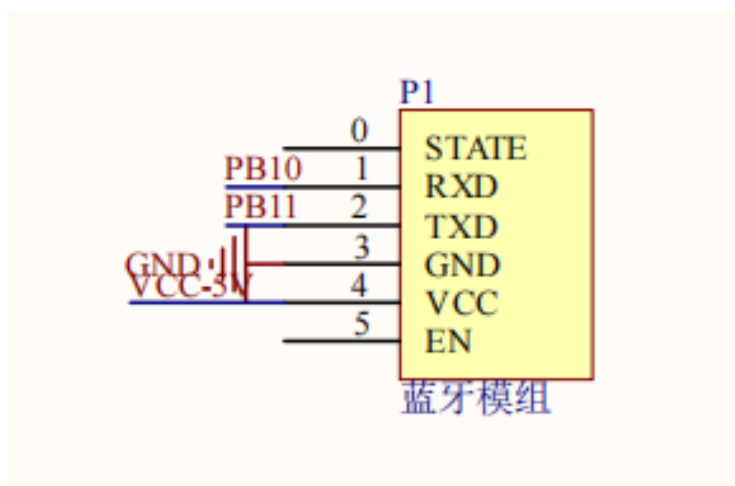 P1
0 STATE
PB10 1 RXD
PB11 2 TXD
GND 3 GND
VCC-5V 4 VCC
5 EN
蓝牙模组